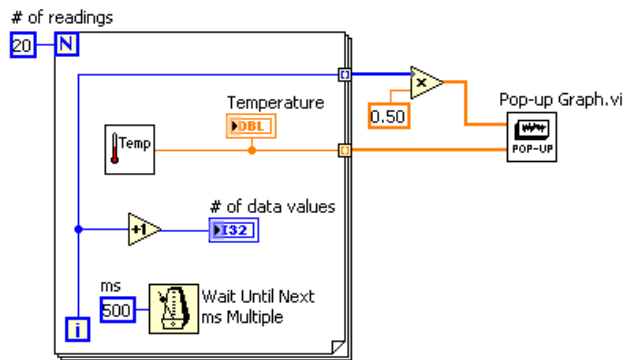 # of readings
20
N
Temperature
DBL
Temp
0.50
Pop-up Graph.vi
POP-UP
# of data values
+1
I32
ms
500
Wait Until Next
ms Multiple
i
x